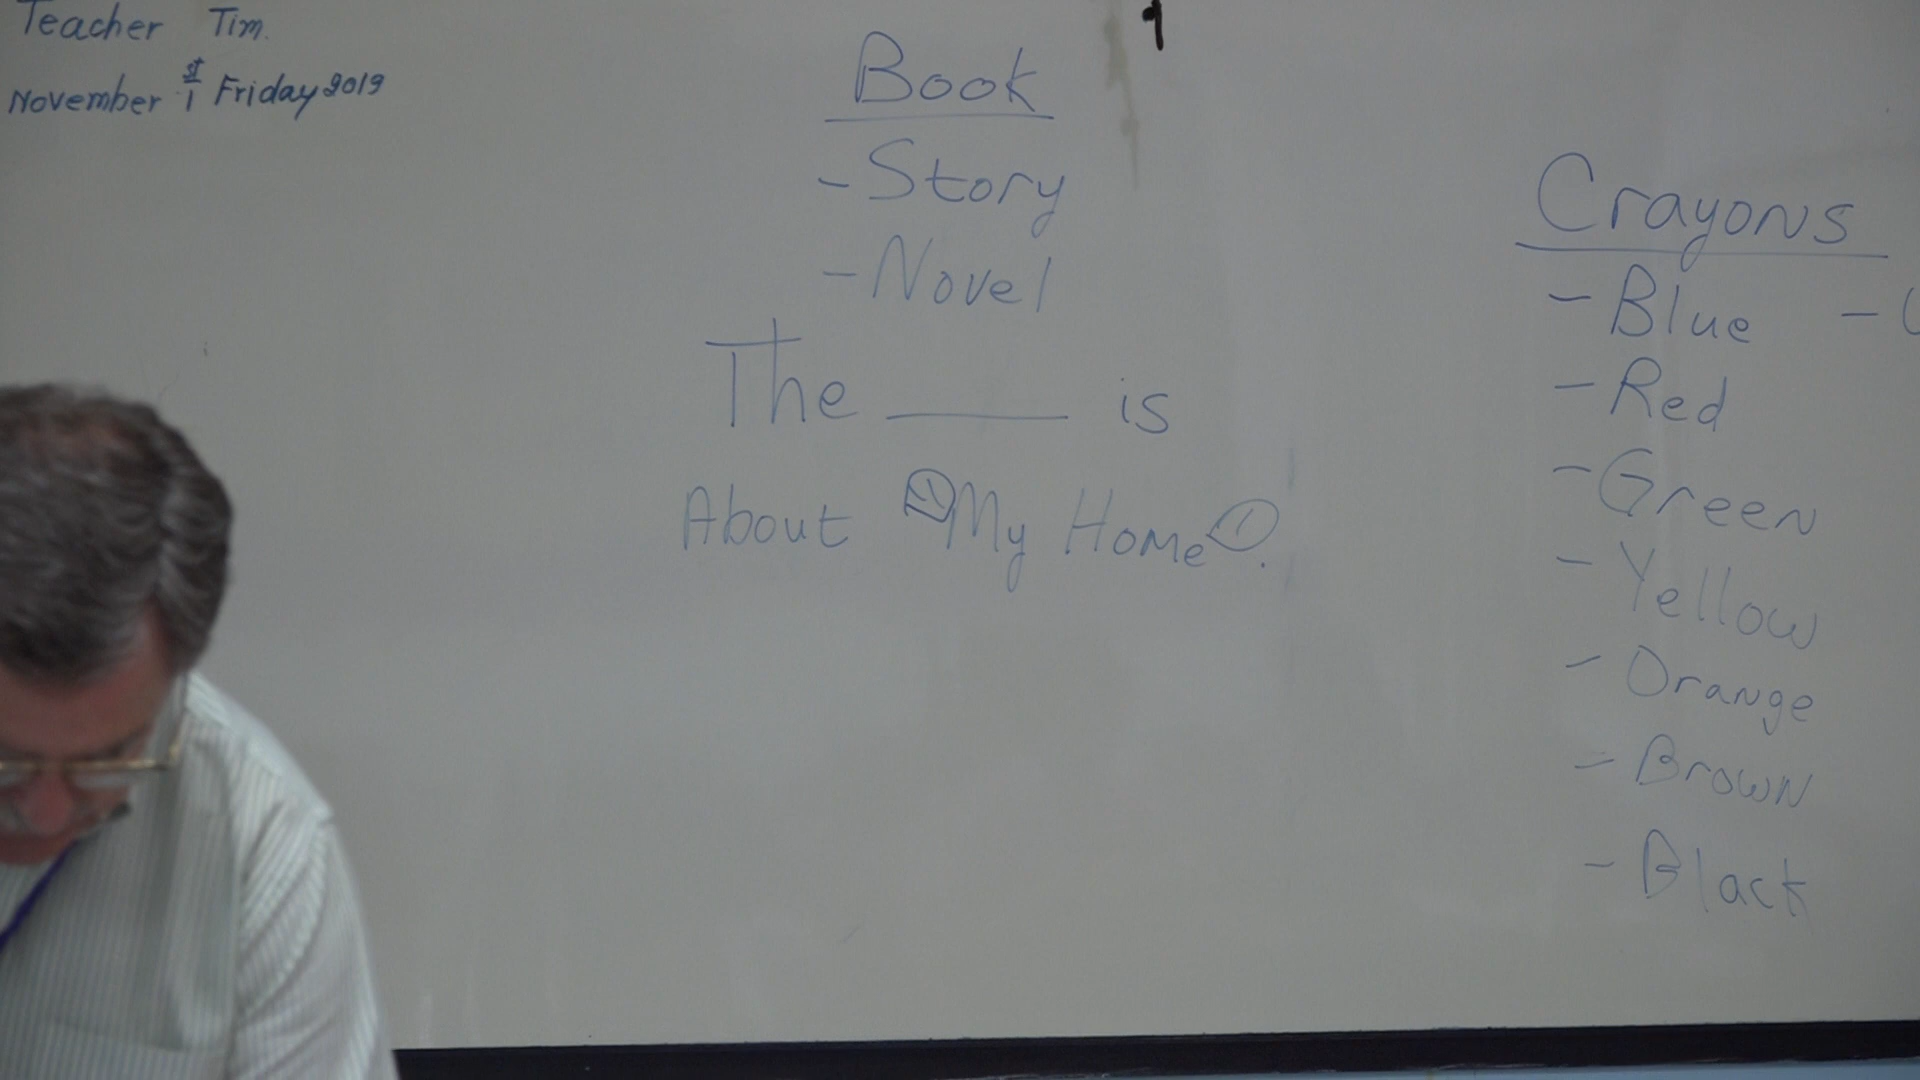 Teacher Tim.
November 1st Friday 2019
Book
- Story
- Novel
The ____ is
About "My Home".
Crayons
- Blue
- Red
- Green
- Yellow
- Orange
- Brown
- Black